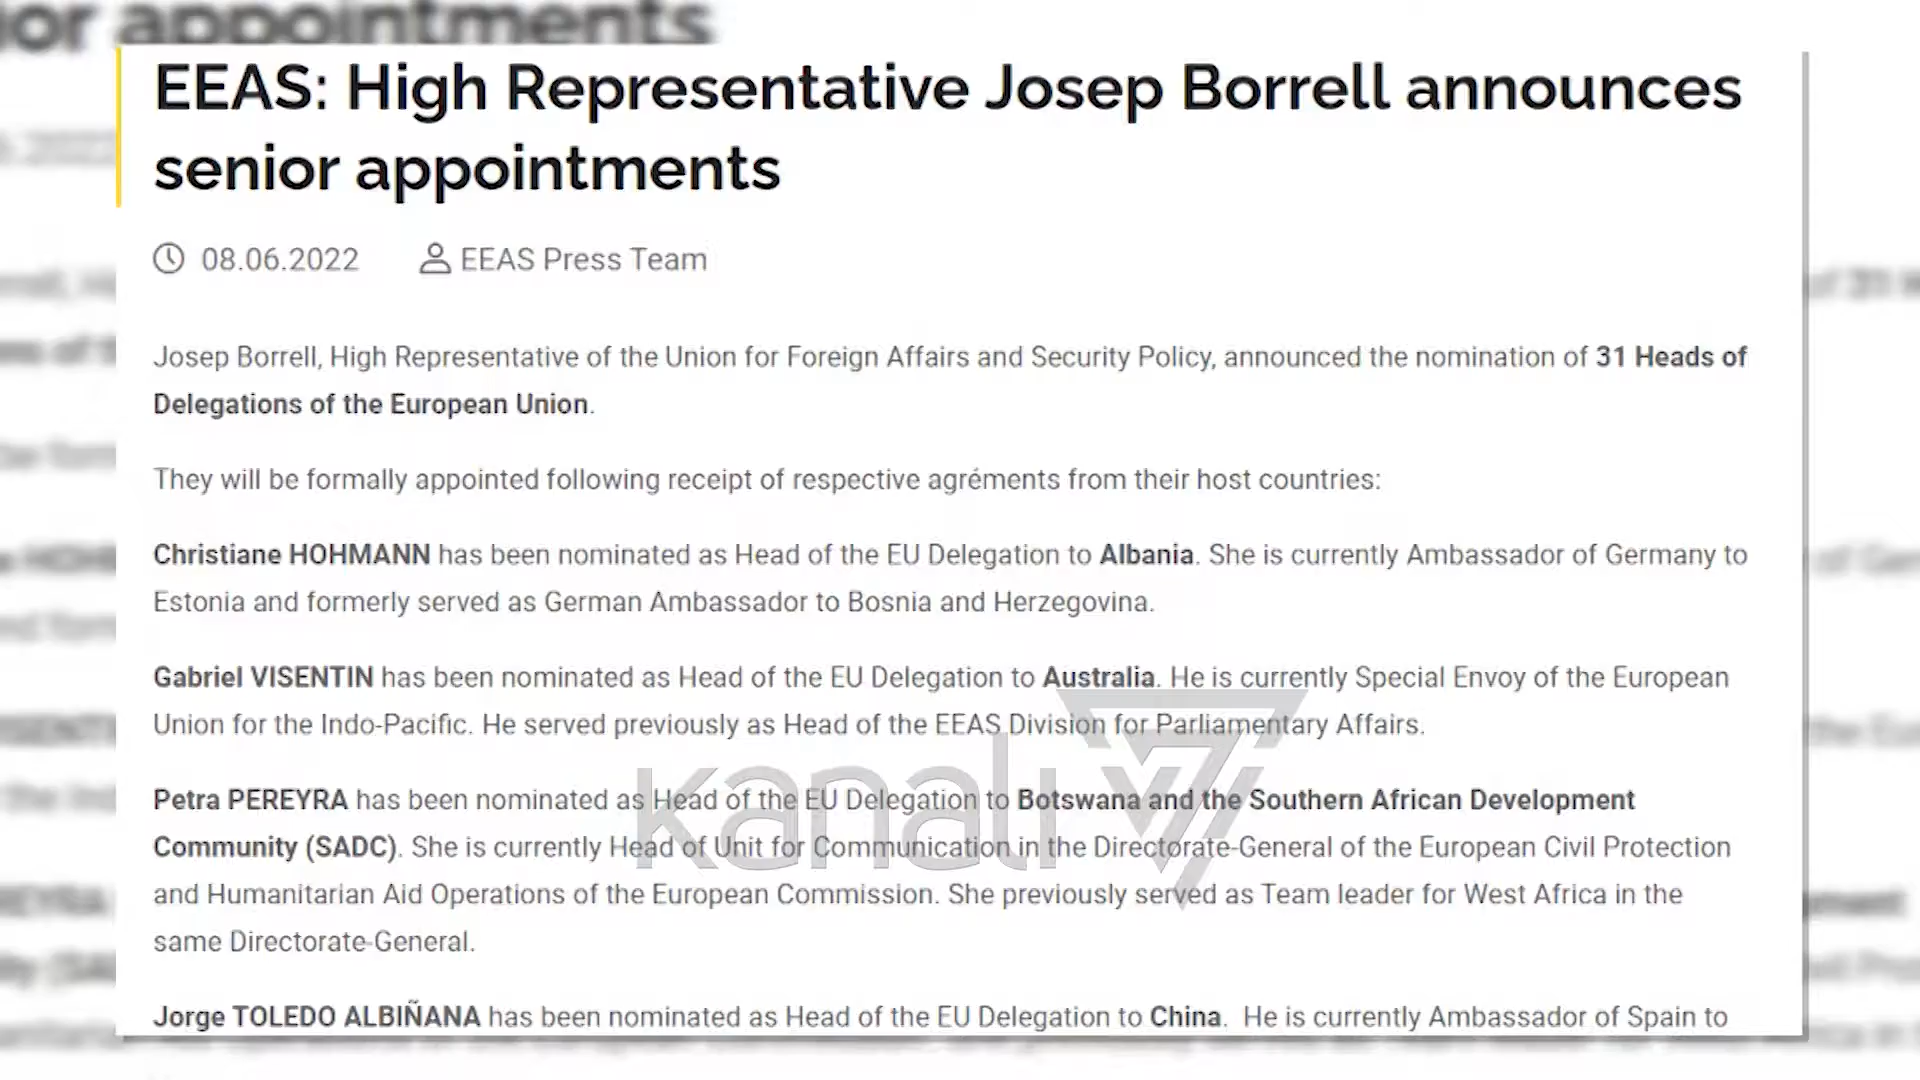 ior appointments
EEAS: High Representative Josep Borrell announces
senior appointments
08.06.2022 EEAS Press Team
Josep Borrell, High Representative of the Union for Foreign Affairs and Security Policy, announced the nomination of 31 Heads of
Delegations of the European Union.
They will be formally appointed following receipt of respective agréments from their host countries:
Christiane HOHMANN has been nominated as Head of the EU Delegation to Albania. She is currently Ambassador of Germany to
Estonia and formerly served as German Ambassador to Bosnia and Herzegovina.
Gabriel VISENTIN has been nominated as Head of the EU Delegation to Australia. He is currently Special Envoy of the European
Union for the Indo-Pacific. He served previously as Head of the EEAS Division for Parliamentary Affairs.
Petra PEREYRA has been nominated as Head of the EU Delegation to Botswana and the Southern African Development
Community (SADC). She is currently Head of Unit for Communication in the Directorate-General of the European Civil Protection
and Humanitarian Aid Operations of the European Commission. She previously served as Team leader for West Africa in the
same Directorate-General.
Jorge TOLEDO ALBIÑANA has been nominated as Head of the EU Delegation to China. He is currently Ambassador of Spain to
kanali 7